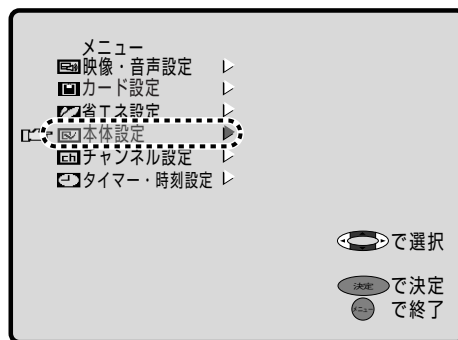 メニュー
映像・音声設定
カード設定
省エネ設定
本体設定
ch チャンネル設定
タイマー・時刻設定
で選択
決定 で決定
メニュー で終了